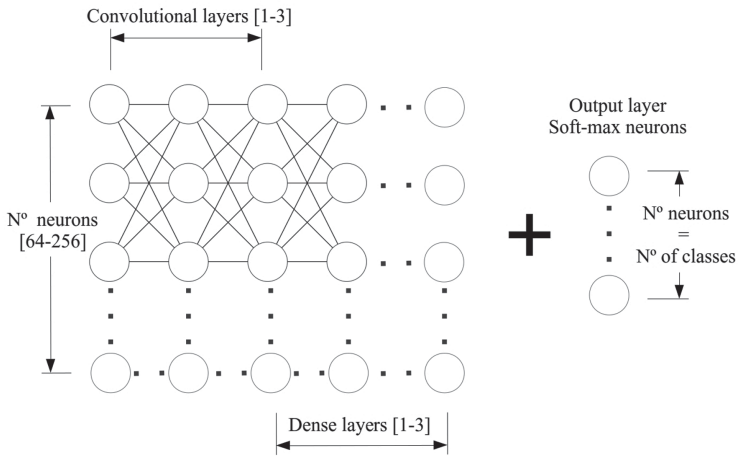 Convolutional layers [1-3]
Output layer
Soft-max neurons
Nº neurons
[64-256]
Nº neurons
=
Nº of classes
Dense layers [1-3]